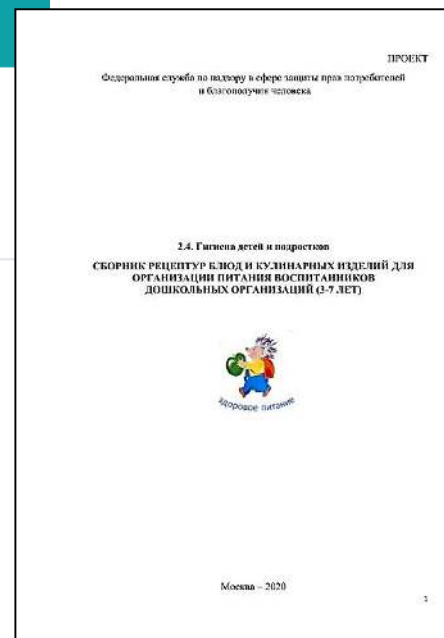 ПРОЕКТ
Федеральная служба по надзору в сфере защиты прав потребителей
и благополучия человека
2.4. Гигиена детей и подростков
СБОРНИК РЕЦЕПТУР БЛЮД И КУЛИНАРНЫХ ИЗДЕЛИЙ ДЛЯ
ОРГАНИЗАЦИИ ПИТАНИЯ ВОСПИТАННИКОВ
ДОШКОЛЬНЫХ ОРГАНИЗАЦИЙ (3-7 ЛЕТ)
здоровое питание
Москва – 2020
1